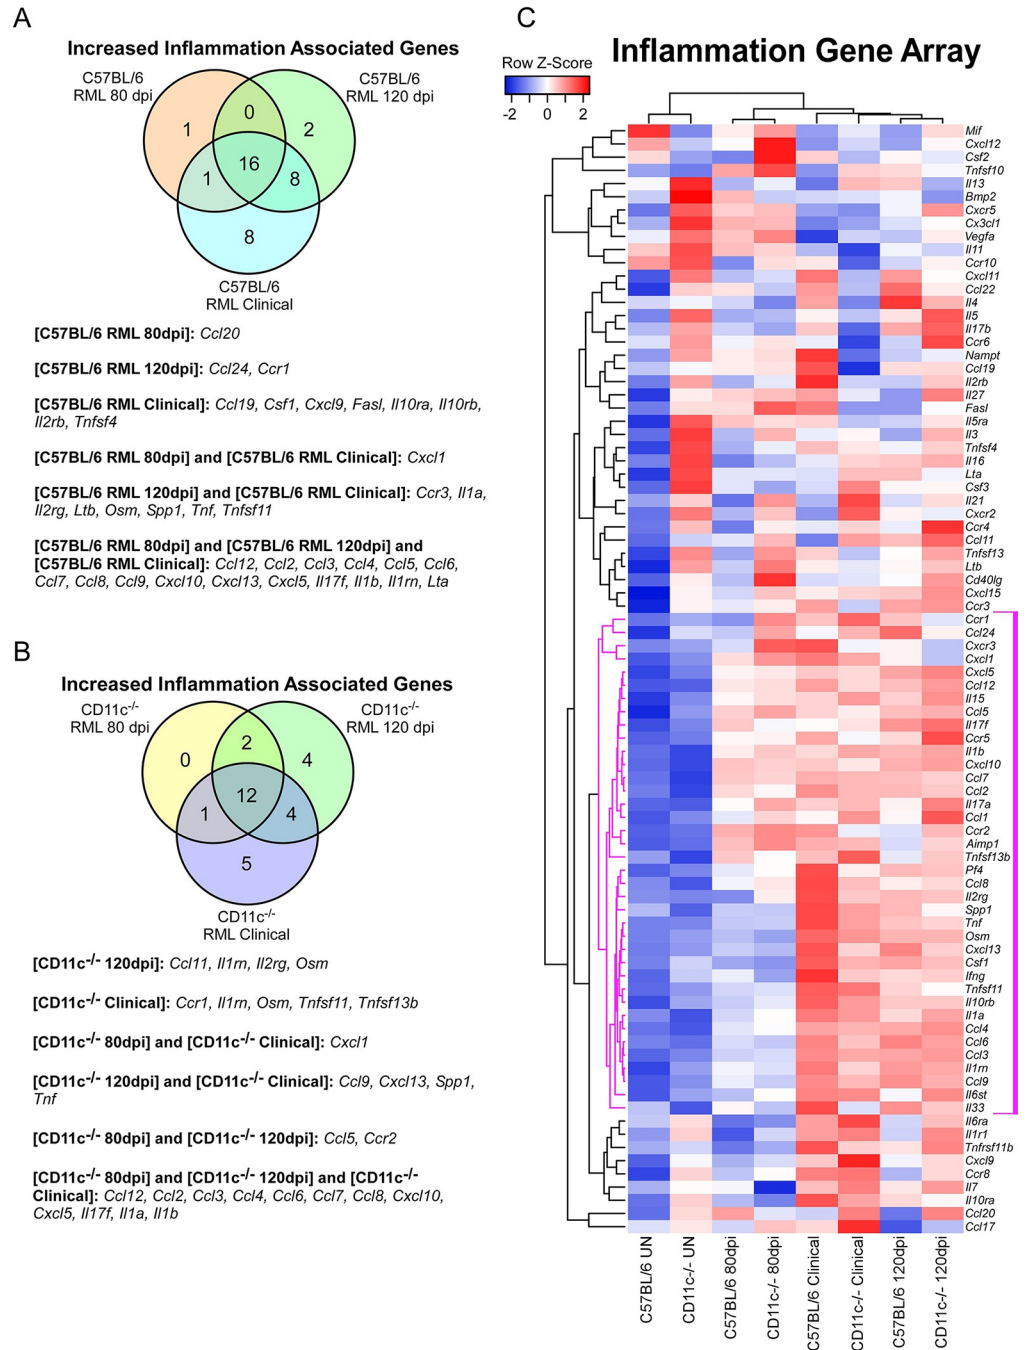 A
Increased Inflammation Associated Genes
C57BL/6
RML 80 dpi
C57BL/6
RML 120 dpi
1
0
2
16
1
8
8
C57BL/6
RML Clinical
[C57BL/6 RML 80dpi]: Ccl20
[C57BL/6 RML 120dpi]: Ccl24, Ccr1
[C57BL/6 RML Clinical]: Ccl19, Csf1, Cxcl9, Fasl, Il10ra, Il10rb,
Il2rb, Tnfsf4
[C57BL/6 RML 80dpi] and [C57BL/6 RML Clinical]: Cxcl1
[C57BL/6 RML 120dpi] and [C57BL/6 RML Clinical]: Ccr3, Il1a,
Il2rg, Ltb, Osm, Spp1, Tnf, Tnfsf11
[C57BL/6 RML 80dpi] and [C57BL/6 RML 120dpi] and
[C57BL/6 RML Clinical]: Ccl12, Ccl2, Ccl3, Ccl4, Ccl5, Ccl6,
Ccl7, Ccl8, Ccl9, Cxcl10, Cxcl13, Cxcl5, Il17f, Il1b, Il1rn, Lta
B
Increased Inflammation Associated Genes
CD11c-/-
RML 80 dpi
CD11c-/-
RML 120 dpi
0
2
4
12
1
4
5
CD11c-/-
RML Clinical
[CD11c-/- 120dpi]: Ccl11, Il1rn, Il2rg, Osm
[CD11c-/- Clinical]: Ccr1, Il1rn, Osm, Tnfsf11, Tnfsf13b
[CD11c-/- 80dpi] and [CD11c-/- Clinical]: Cxcl1
[CD11c-/- 120dpi] and [CD11c-/- Clinical]: Ccl9, Cxcl13, Spp1,
Tnf
[CD11c-/- 80dpi] and [CD11c-/- 120dpi]: Ccl5, Ccr2
[CD11c-/- 80dpi] and [CD11c-/- 120dpi] and [CD11c-/-
Clinical]: Ccl12, Ccl2, Ccl3, Ccl4, Ccl6, Ccl7, Ccl8, Cxcl10,
Cxcl5, Il17f, Il1a, Il1b
C
Inflammation Gene Array
Row Z-Score
-2 0 2
Mif
Cxcl12
Csf2
Tnfsf10
Il13
Bmp2
Cxcr5
Cx3cl1
Vegfa
Il11
Ccr10
Cxcl11
Ccl22
Il4
Il5
Il17b
Ccr6
Nampt
Ccl19
Il2rb
Il27
Fasl
Il5ra
Il3
Tnfsf4
Il16
Lta
Csf3
Il21
Cxcr2
Ccr4
Ccl11
Tnfsf13
Ltb
Cd40lg
Cxcl15
Ccr3
Ccr1
Ccl24
Cxcr3
Cxcl1
Cxcl5
Ccl12
Il15
Ccl5
Il17f
Ccr5
Il1b
Cxcl10
Ccl7
Ccl2
Il17a
Ccl1
Ccr2
Aimp1
Tnfsf13b
Pf4
Ccl8
Il2rg
Spp1
Tnf
Osm
Cxcl13
Csf1
Ifng
Tnfsf11
Il10rb
Il1a
Ccl4
Ccl6
Ccl3
Il1rn
Ccl9
Il6st
Il33
Il6ra
Il1r1
Tnfrsf11b
Cxcl9
Ccr8
Il7
Il10ra
Ccl20
Ccl17
C57BL/6 UN
CD11c-/- UN
C57BL/6 80dpi
CD11c-/- 80dpi
C57BL/6 Clinical
CD11c-/- Clinical
C57BL/6 120dpi
CD11c-/- 120dpi